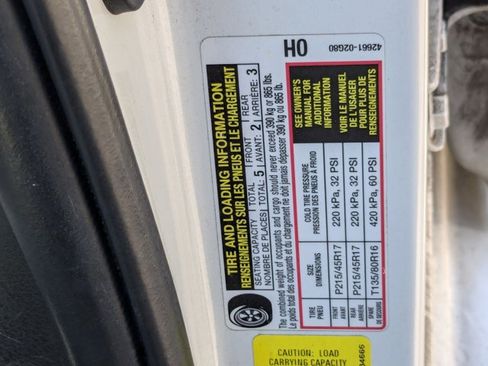 42661-02G80
HO
TIRE AND LOADING INFORMATION
RENSEIGNEMENTS SUR LES PNEUS ET LE CHARGEMENT
SEATING CAPACITY TOTAL: 5 FRONT: 2 REAR: 3
NOMBRE DE PLACES TOTAL: AVANT: ARRIÈRE:
The combined weight of occupants and cargo should never exceed 390 kg or 865 lbs.
Le poids total des occupants et du chargement ne doit jamais dépasser 390 kg ou 865 lb.
TIRE SIZE COLD TIRE PRESSURE SEE OWNER'S
PNEU DIMENSIONS PRESSION DES PNEUS À FROID MANUAL FOR
ADDITIONAL
INFORMATION
FRONT
AVANT P215/45R17 220 kPa, 32 PSI
REAR
ARRIÈRE P215/45R17 220 kPa, 32 PSI
SPARE
DE SECOURS T135/80R16 420 kPa, 60 PSI
VOIR LE MANUEL
DE L'USAGER
POUR PLUS DE
RENSEIGNEMENTS
CAUTION: LOAD
CARRYING CAPACITY